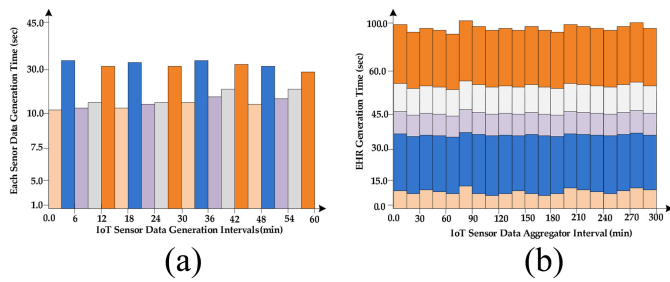 45.0
30.0
10.0
7.5
5.0
1.0
Each Senor Data Generation Time (sec)
0.0 6 12 18 24 30 36 42 48 54 60
IoT Sensor Data Generation Intervals(min)
(a)
100.0
60.0
45.0
30.0
15.0
0.0
EHR Generation Time (sec)
0.0 30 60 90 120 150 180 210 240 270 300
IoT Sensor Data Aggregator Interval (min)
(b)